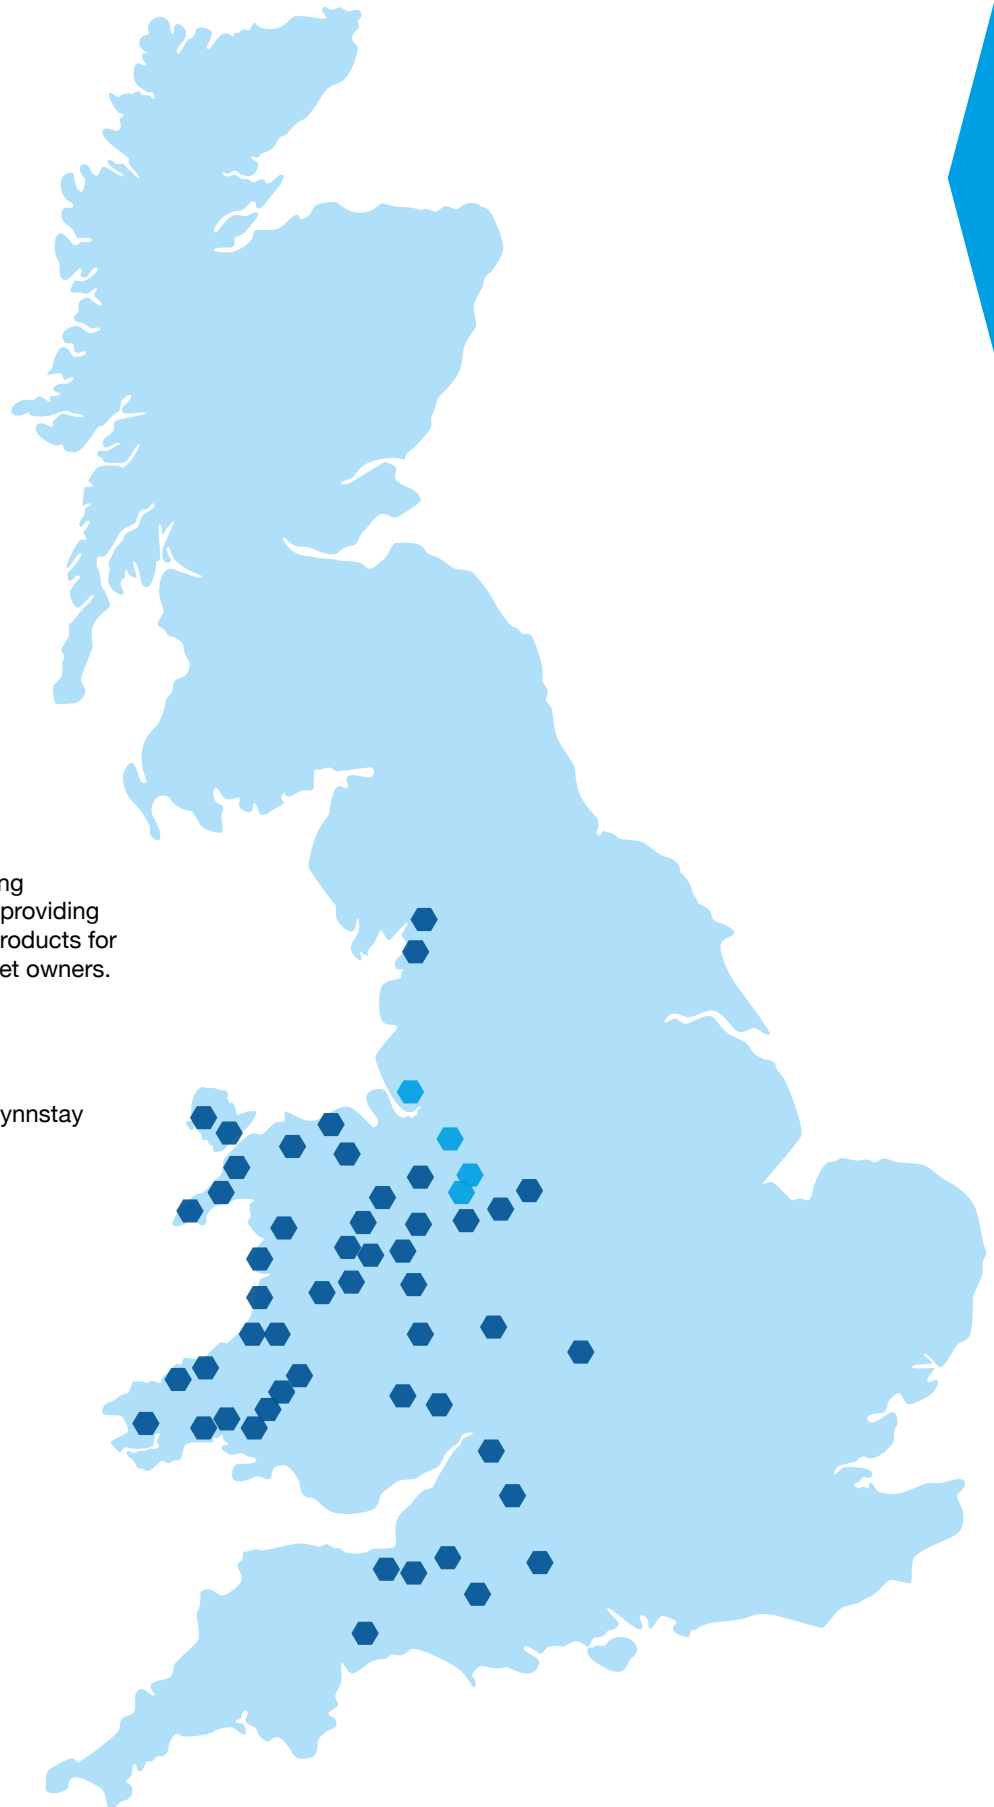 ng
providing
roducts for
et owners.
ynnstay